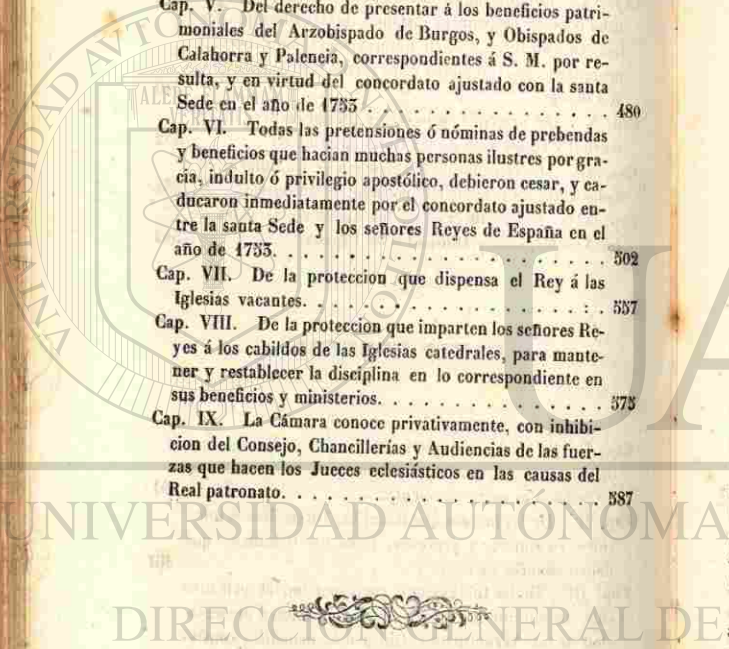 Cap. V. Del derecho de presentar á los beneficios patri-
moniales del Arzobispado de Burgos, y Obispados de
Calahorra y Palencia, correspondientes á S. M. por re-
sulta, y en virtud del concordato ajustado con la santa
Sede en el año de 1753 . . . . . . . . . . . . . . . . 480
Cap. VI. Todas las pretensiones ó nóminas de prebendas
y beneficios que hacian muchas personas ilustres por gra-
cia, indulto ó privilegio apostólico, debieron cesar, y ca-
ducaron inmediatamente por el concordato ajustado en-
tre la santa Sede y los señores Reyes de España en el
año de 1753. . . . . . . . . . . . . . . . . . . . . . 502
Cap. VII. De la proteccion que dispensa el Rey á las
Iglesias vacantes. . . . . . . . . . . . . . . . . . : . 557
Cap. VIII. De la proteccion que imparten los señores Re-
yes á los cabildos de las Iglesias catedrales, para mante-
ner y restablecer la disciplina en lo correspondiente en
sus beneficios y ministerios. . . . . . . . . . . . . . . 575
Cap. IX. La Cámara conoce privativamente, con inhibi-
cion del Consejo, Chancillerías y Audiencias de las fuer-
zas que hacen los Jueces eclesiásticos en las causas del
Real patronato. . . . . . . . . . . . . . . . . . . . . 587
UNIVERSIDAD AUTÓNOMA
DIRECCIÓN GENERAL DE